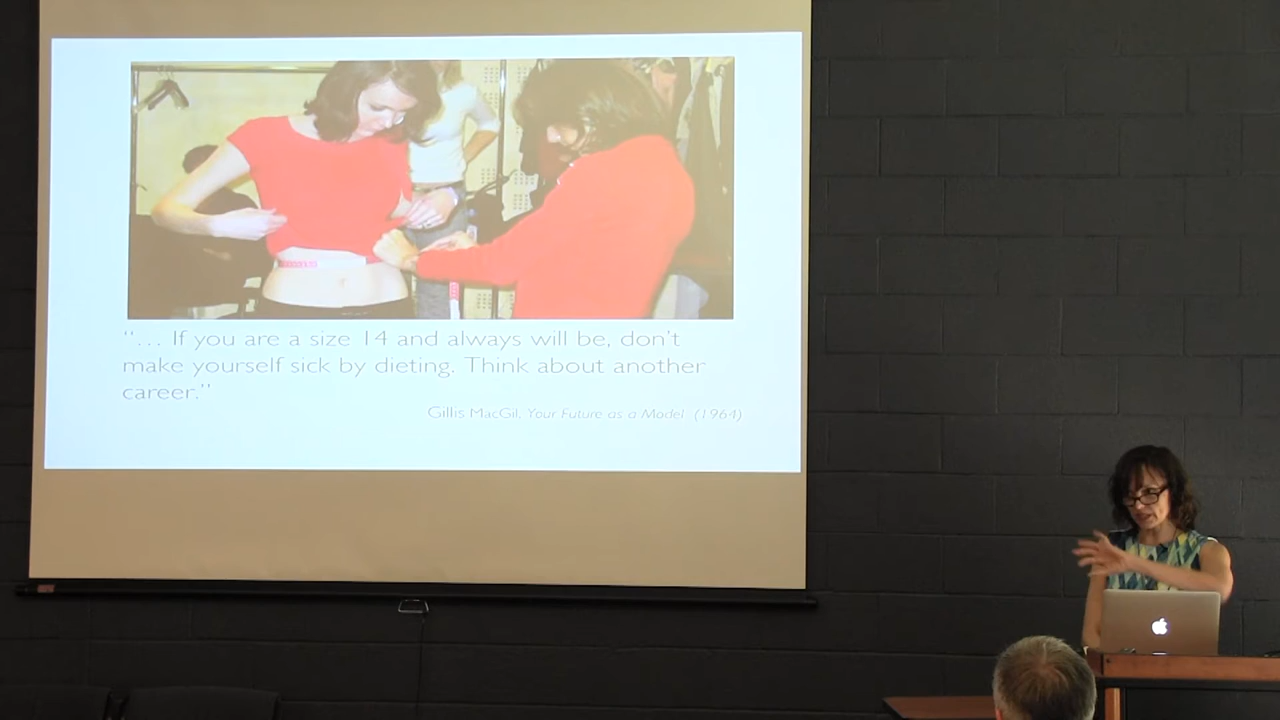 "... If you are a size 14 and always will be, don't
make yourself sick by dieting. Think about another
career."
Gillis MacGil, Your Future as a Model (1964)